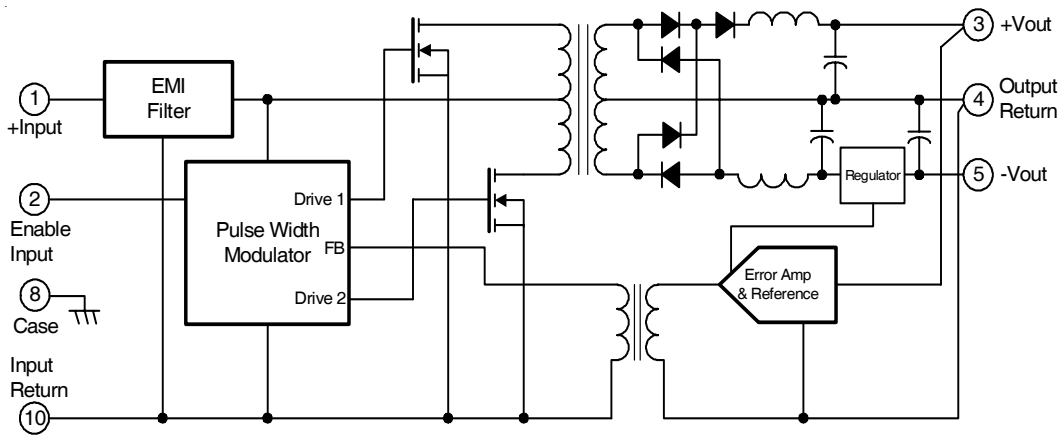 1
+Input
EMI
Filter
2
Enable
Input
8
Case
Input
Return
10
Drive 1
Pulse Width
Modulator
FB
Drive 2
3
+Vout
4
Output
Return
5
-Vout
Regulator
Error Amp
& Reference